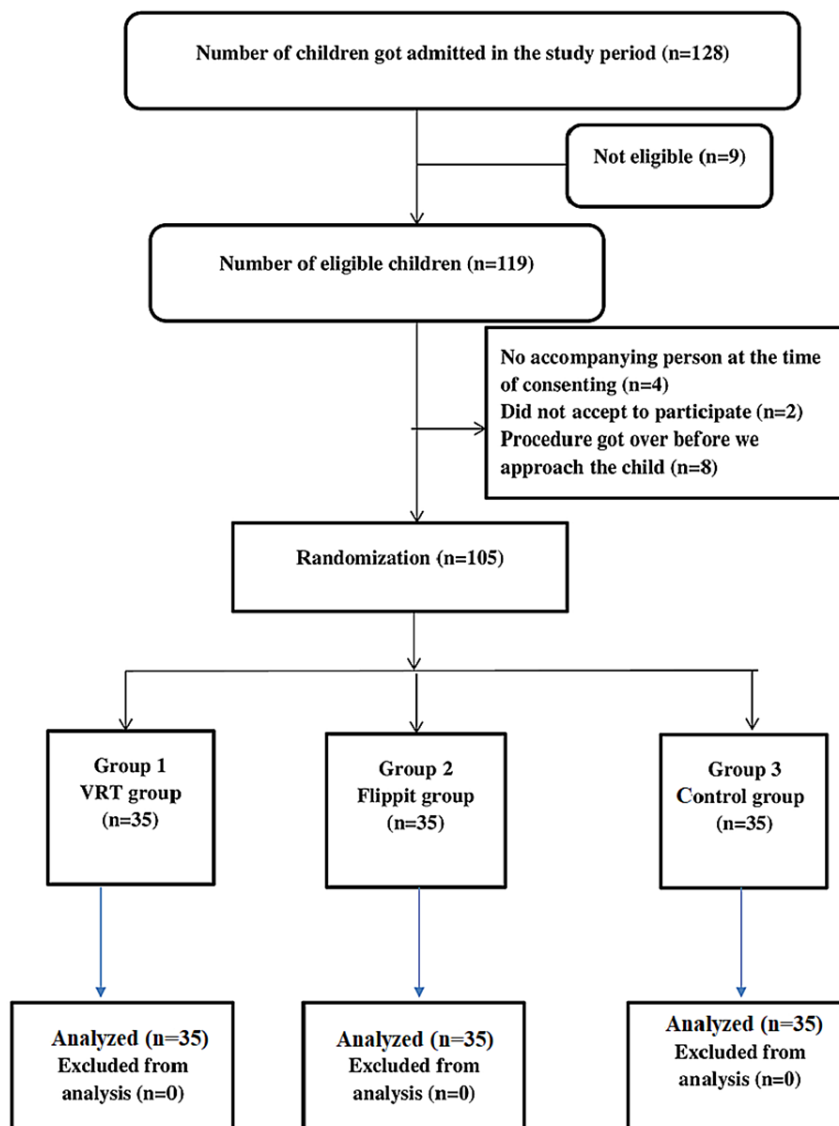 Number of children got admitted in the study period (n=128)
Not eligible (n=9)
Number of eligible children (n=119)
No accompanying person at the time
of consenting (n=4)
Did not accept to participate (n=2)
Procedure got over before we
approach the child (n=8)
Randomization (n=105)
Group 1
VRT group
(n=35)
Group 2
Flippit group
(n=35)
Group 3
Control group
(n=35)
Analyzed (n=35)
Excluded from
analysis (n=0)
Analyzed (n=35)
Excluded from
analysis (n=0)
Analyzed (n=35)
Excluded from
analysis (n=0)